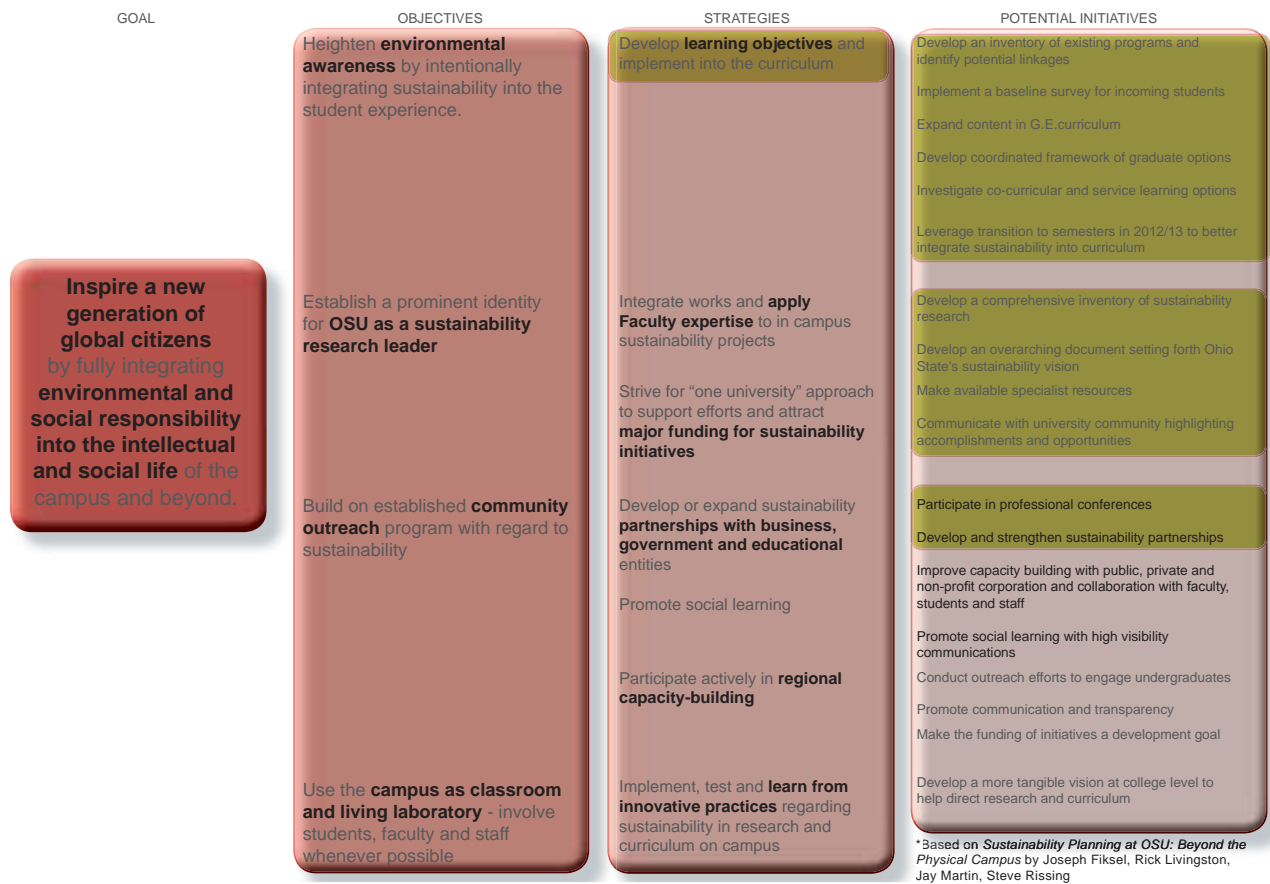 GOAL
OBJECTIVES
STRATEGIES
POTENTIAL INITIATIVES
Inspire a new
generation of
global citizens
by fully integrating
environmental and
social responsibility
into the intellectual
and social life of the
campus and beyond.
Heighten environmental
awareness by intentionally
integrating sustainability into the
student experience.
Establish a prominent identity
for OSU as a sustainability
research leader
Build on established community
outreach program with regard to
sustainability
Use the campus as classroom
and living laboratory - involve
students, faculty and staff
whenever possible
Develop learning objectives and
implement into the curriculum
Integrate works and apply
Faculty expertise to in campus
sustainability projects
Strive for “one university” approach
to support efforts and attract
major funding for sustainability
initiatives
Develop or expand sustainability
partnerships with business,
government and educational
entities
Promote social learning
Participate actively in regional
capacity-building
Implement, test and learn from
innovative practices regarding
sustainability in research and
curriculum on campus
Develop an inventory of existing programs and
identify potential linkages
Implement a baseline survey for incoming students
Expand content in G.E.curriculum
Develop coordinated framework of graduate options
Investigate co-curricular and service learning options
Leverage transition to semesters in 2012/13 to better
integrate sustainability into curriculum
Develop a comprehensive inventory of sustainability
research
Develop an overarching document setting forth Ohio
State’s sustainability vision
Make available specialist resources
Communicate with university community highlighting
accomplishments and opportunities
Participate in professional conferences
Develop and strengthen sustainability partnerships
Improve capacity building with public, private and
non-profit corporation and collaboration with faculty,
students and staff
Promote social learning with high visibility
communications
Conduct outreach efforts to engage undergraduates
Promote communication and transparency
Make the funding of initiatives a development goal
Develop a more tangible vision at college level to
help direct research and curriculum
*Based on Sustainability Planning at OSU: Beyond the
Physical Campus by Joseph Fiksel, Rick Livingston,
Jay Martin, Steve Rissing